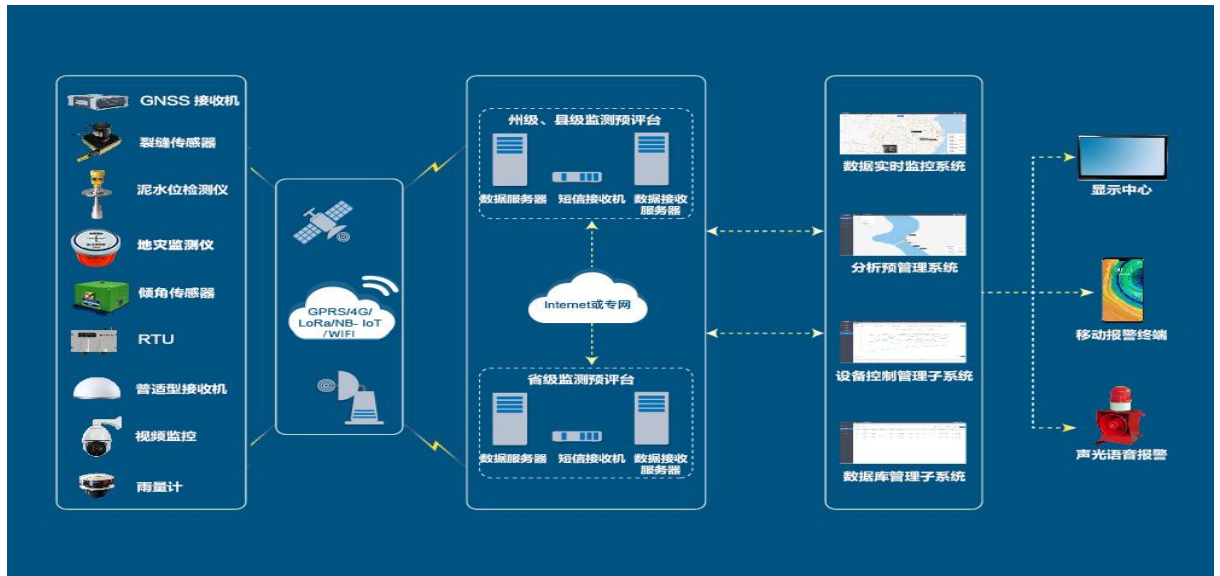 GNSS 接收机
裂缝传感器
泥水位检测仪
地灾监测仪
倾角传感器
RTU
普适型接收机
视频监控
雨量计
GPRS/4G/
LoRa/NB- IoT
/WIFI
州级、县级监测预评台
数据服务器
短信接收机
数据接收
服务器
Internet或专网
省级监测预评台
数据服务器
短信接收机
数据接收
服务器
数据实时监控系统
分析预管理系统
设备控制管理子系统
数据库管理子系统
显示中心
移动报警终端
声光语音报警